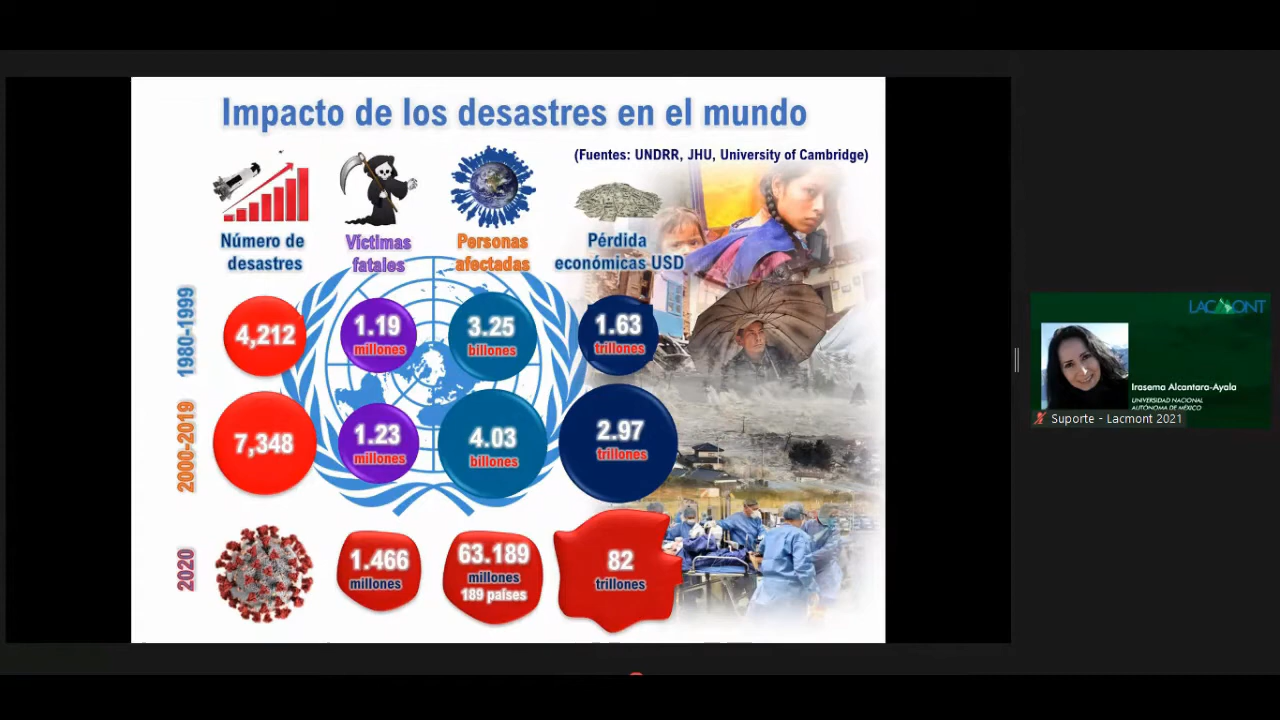 Impacto de los desastres en el mundo
(Fuentes: UNDRR, JHU, University of Cambridge)
Número de
desastres
Víctimas
fatales
Personas
afectadas
Pérdida
económicas USD
1980-1999
4,212
1.19
millones
3.25
billones
1.63
trillones
2000-2019
7,348
1.23
millones
4.03
billones
2.97
trillones
2020
1.466
millones
63.189
millones
189 países
82
trillones
LACMONT
Irasema Alcantara-Ayala
UNIVERSIDAD NACIONAL
AUTÓNOMA DE MÉXICO
Suporte - Lacmont 2021